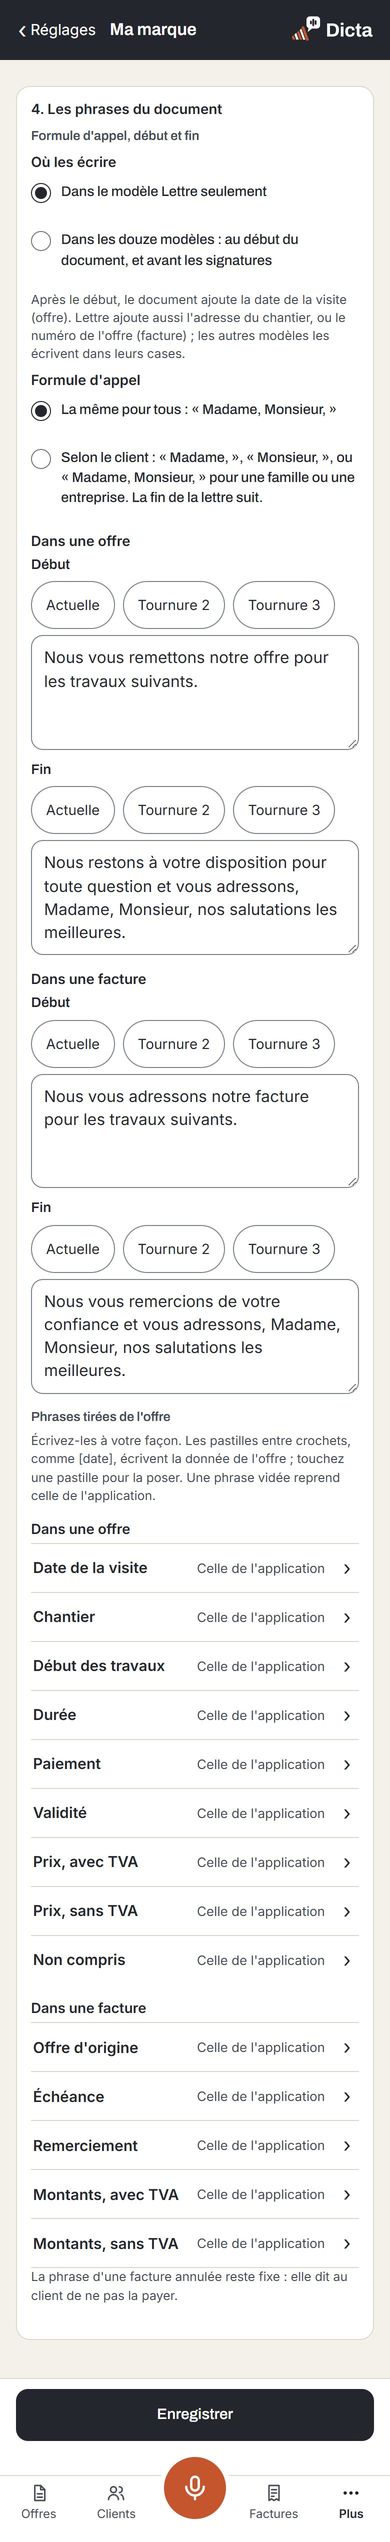 Réglages Ma marque Dicta
4. Les phrases du document
Formule d'appel, début et fin
Où les écrire
Dans le modèle Lettre seulement
Dans les douze modèles : au début du
document, et avant les signatures
Après le début, le document ajoute la date de la visite
(offre). Lettre ajoute aussi l'adresse du chantier, ou le
numéro de l'offre (facture) ; les autres modèles les
écrivent dans leurs cases.
Formule d'appel
La même pour tous : « Madame, Monsieur, »
Selon le client : « Madame, », « Monsieur, », ou
« Madame, Monsieur, » pour une famille ou une
entreprise. La fin de la lettre suit.
Dans une offre
Début
Actuelle Tournure 2 Tournure 3
Nous vous remettons notre offre pour
les travaux suivants.
Fin
Actuelle Tournure 2 Tournure 3
Nous restons à votre disposition pour
toute question et vous adressons,
Madame, Monsieur, nos salutations les
meilleures.
Dans une facture
Début
Actuelle Tournure 2 Tournure 3
Nous vous adressons notre facture
pour les travaux suivants.
Fin
Actuelle Tournure 2 Tournure 3
Nous vous remercions de votre
confiance et vous adressons, Madame,
Monsieur, nos salutations les
meilleures.
Phrases tirées de l'offre
Écrivez-les à votre façon. Les pastilles entre crochets,
comme [date], écrivent la donnée de l'offre ; touchez
une pastille pour la poser. Une phrase vidée reprend
celle de l'application.
Dans une offre
Date de la visite Celle de l'application
Chantier Celle de l'application
Début des travaux Celle de l'application
Durée Celle de l'application
Paiement Celle de l'application
Validité Celle de l'application
Prix, avec TVA Celle de l'application
Prix, sans TVA Celle de l'application
Non compris Celle de l'application
Dans une facture
Offre d'origine Celle de l'application
Échéance Celle de l'application
Remerciement Celle de l'application
Montants, avec TVA Celle de l'application
Montants, sans TVA Celle de l'application
La phrase d'une facture annulée reste fixe : elle dit au
client de ne pas la payer.
Enregistrer
Offres Clients Factures Plus